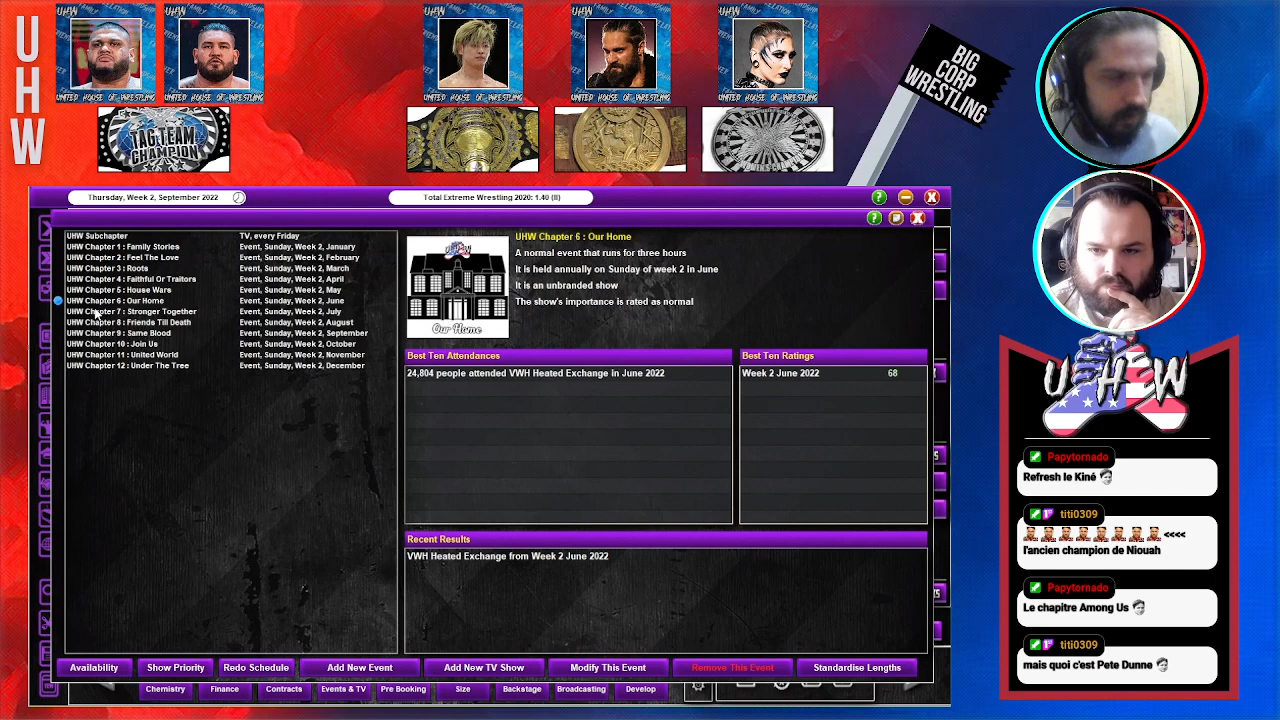 UHW
UHW
UHW
UHW
UHW
UHW
UNITED HOUSE OF WRESTLING
UNITED HOUSE OF WRESTLING
UNITED HOUSE OF WRESTLING
UNITED HOUSE OF WRESTLING
UNITED HOUSE OF WRESTLING
TAG TEAM
CHAMPION
BIG
CORP
WRESTLING
Thursday, Week 2, September 2022
Total Extreme Wrestling 2020: 1.40 (II)
UHW Subchapter TV, every Friday
UHW Chapter 1 : Family Stories Event, Sunday, Week 2, January
UHW Chapter 2 : Feel The Love Event, Sunday, Week 2, February
UHW Chapter 3 : Roots Event, Sunday, Week 2, March
UHW Chapter 4 : Faithful Or Traitors Event, Sunday, Week 2, April
UHW Chapter 5 : House Wars Event, Sunday, Week 2, May
UHW Chapter 6 : Our Home Event, Sunday, Week 2, June
UHW Chapter 7 : Stronger Together Event, Sunday, Week 2, July
UHW Chapter 8 : Friends Till Death Event, Sunday, Week 2, August
UHW Chapter 9 : Same Blood Event, Sunday, Week 2, September
UHW Chapter 10 : Join Us Event, Sunday, Week 2, October
UHW Chapter 11 : United World Event, Sunday, Week 2, November
UHW Chapter 12 : Under The Tree Event, Sunday, Week 2, December
Our Home
UHW Chapter 6 : Our Home
A normal event that runs for three hours
It is held annually on Sunday of week 2 in June
It is an unbranded show
The show's importance is rated as normal
Best Ten Attendances
24,804 people attended VWH Heated Exchange in June 2022
Best Ten Ratings
Week 2 June 2022 68
Recent Results
VWH Heated Exchange from Week 2 June 2022
Availability
Show Priority
Redo Schedule
Add New Event
Add New TV Show
Modify This Event
Remove This Event
Standardise Lengths
Chemistry
Finance
Contracts
Events & TV
Pre Booking
Size
Backstage
Broadcasting
Develop
UHW
Papytornado
Refresh le Kiné
titi0309
<<<<
l'ancien champion de Niouah
Papytornado
Le chapitre Among Us
titi0309
mais quoi c'est Pete Dunne